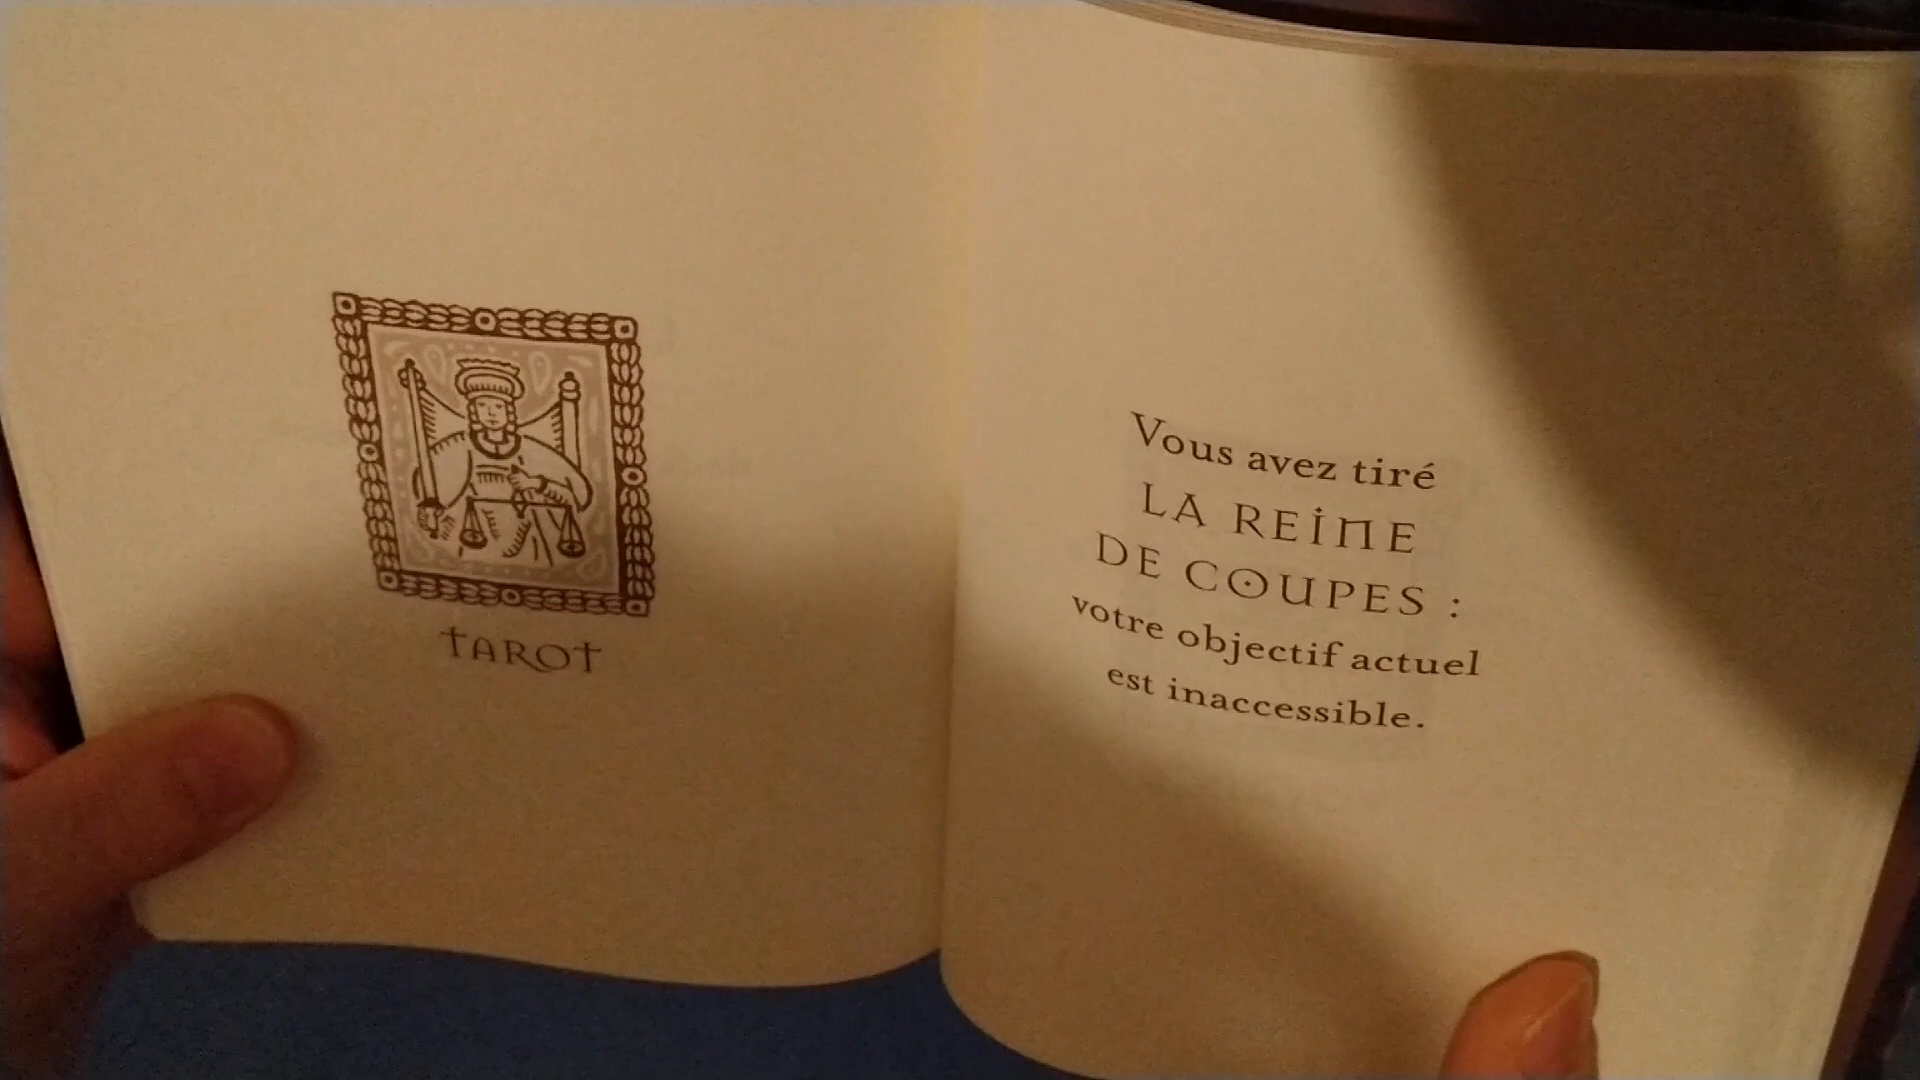 TAROT
Vous avez tiré
LA REINE
DE COUPES :
votre objectif actuel
est inaccessible.